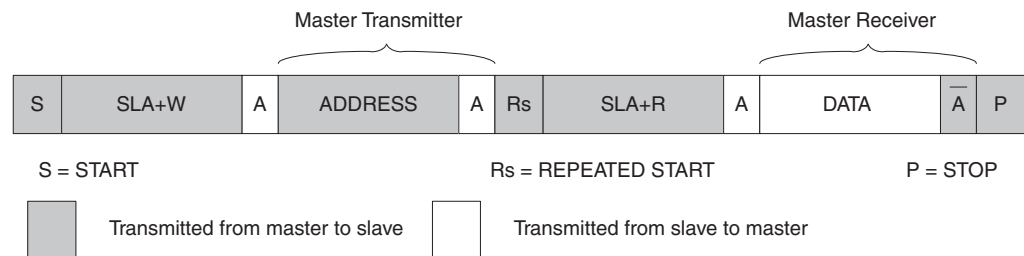 Master Transmitter Master Receiver
S SLA+W A ADDRESS A Rs SLA+R A DATA A̅ P
S = START Rs = REPEATED START P = STOP
Transmitted from master to slave Transmitted from slave to master